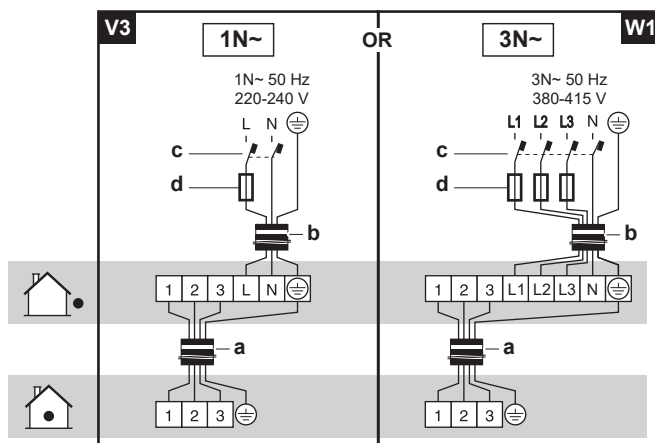 V3 1N~ OR 3N~ W1
1N~ 50 Hz
220-240 V
3N~ 50 Hz
380-415 V
L N
L1 L2 L3 N
c
c
d
d
b
b
1 2 3 L N
1 2 3 L1 L2 L3 N
a
a
1 2 3
1 2 3